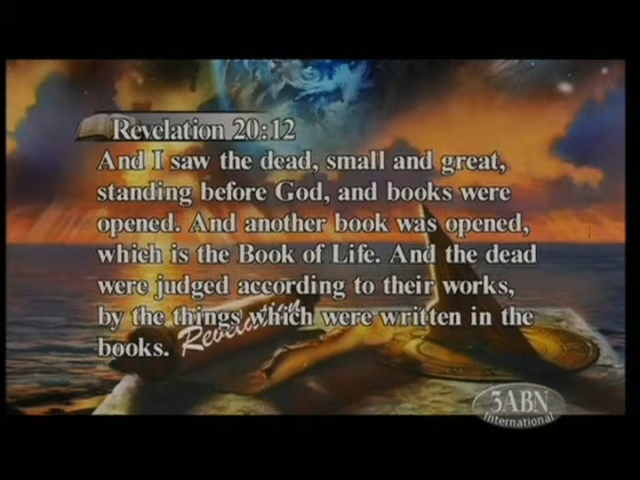 Revelation 20:12
And I saw the dead, small and great,
standing before God, and books were
opened. And another book was opened,
which is the Book of Life. And the dead
were judged according to their works,
by the things which were written in the
books.
Revelation
3ABN
International